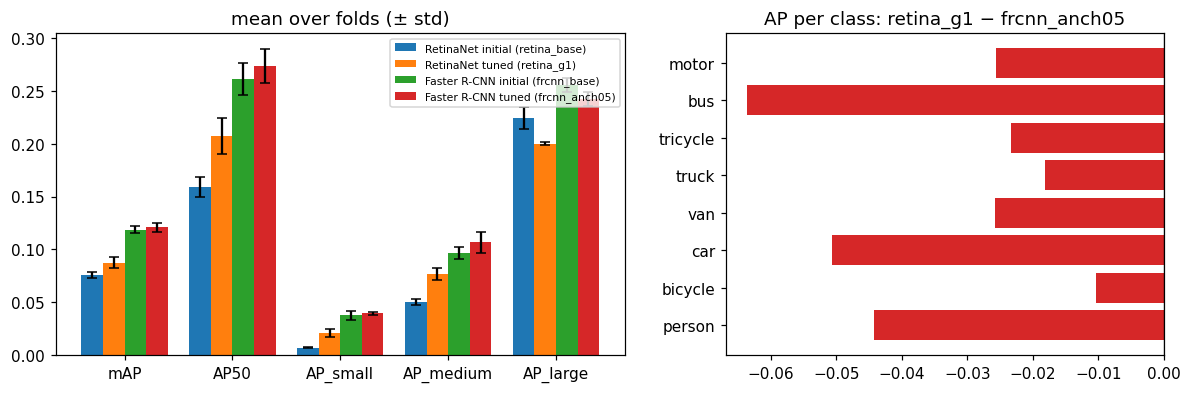 mean over folds (± std)
0.30
0.25
0.20
0.15
0.10
0.05
0.00
RetinaNet initial (retina_base)
RetinaNet tuned (retina_g1)
Faster R-CNN initial (frcnn_base)
Faster R-CNN tuned (frcnn_anch05)
mAP AP50 AP_small AP_medium AP_large
AP per class: retina_g1 − frcnn_anch05
motor
bus
tricycle
truck
van
car
bicycle
person
−0.06 −0.05 −0.04 −0.03 −0.02 −0.01 0.00